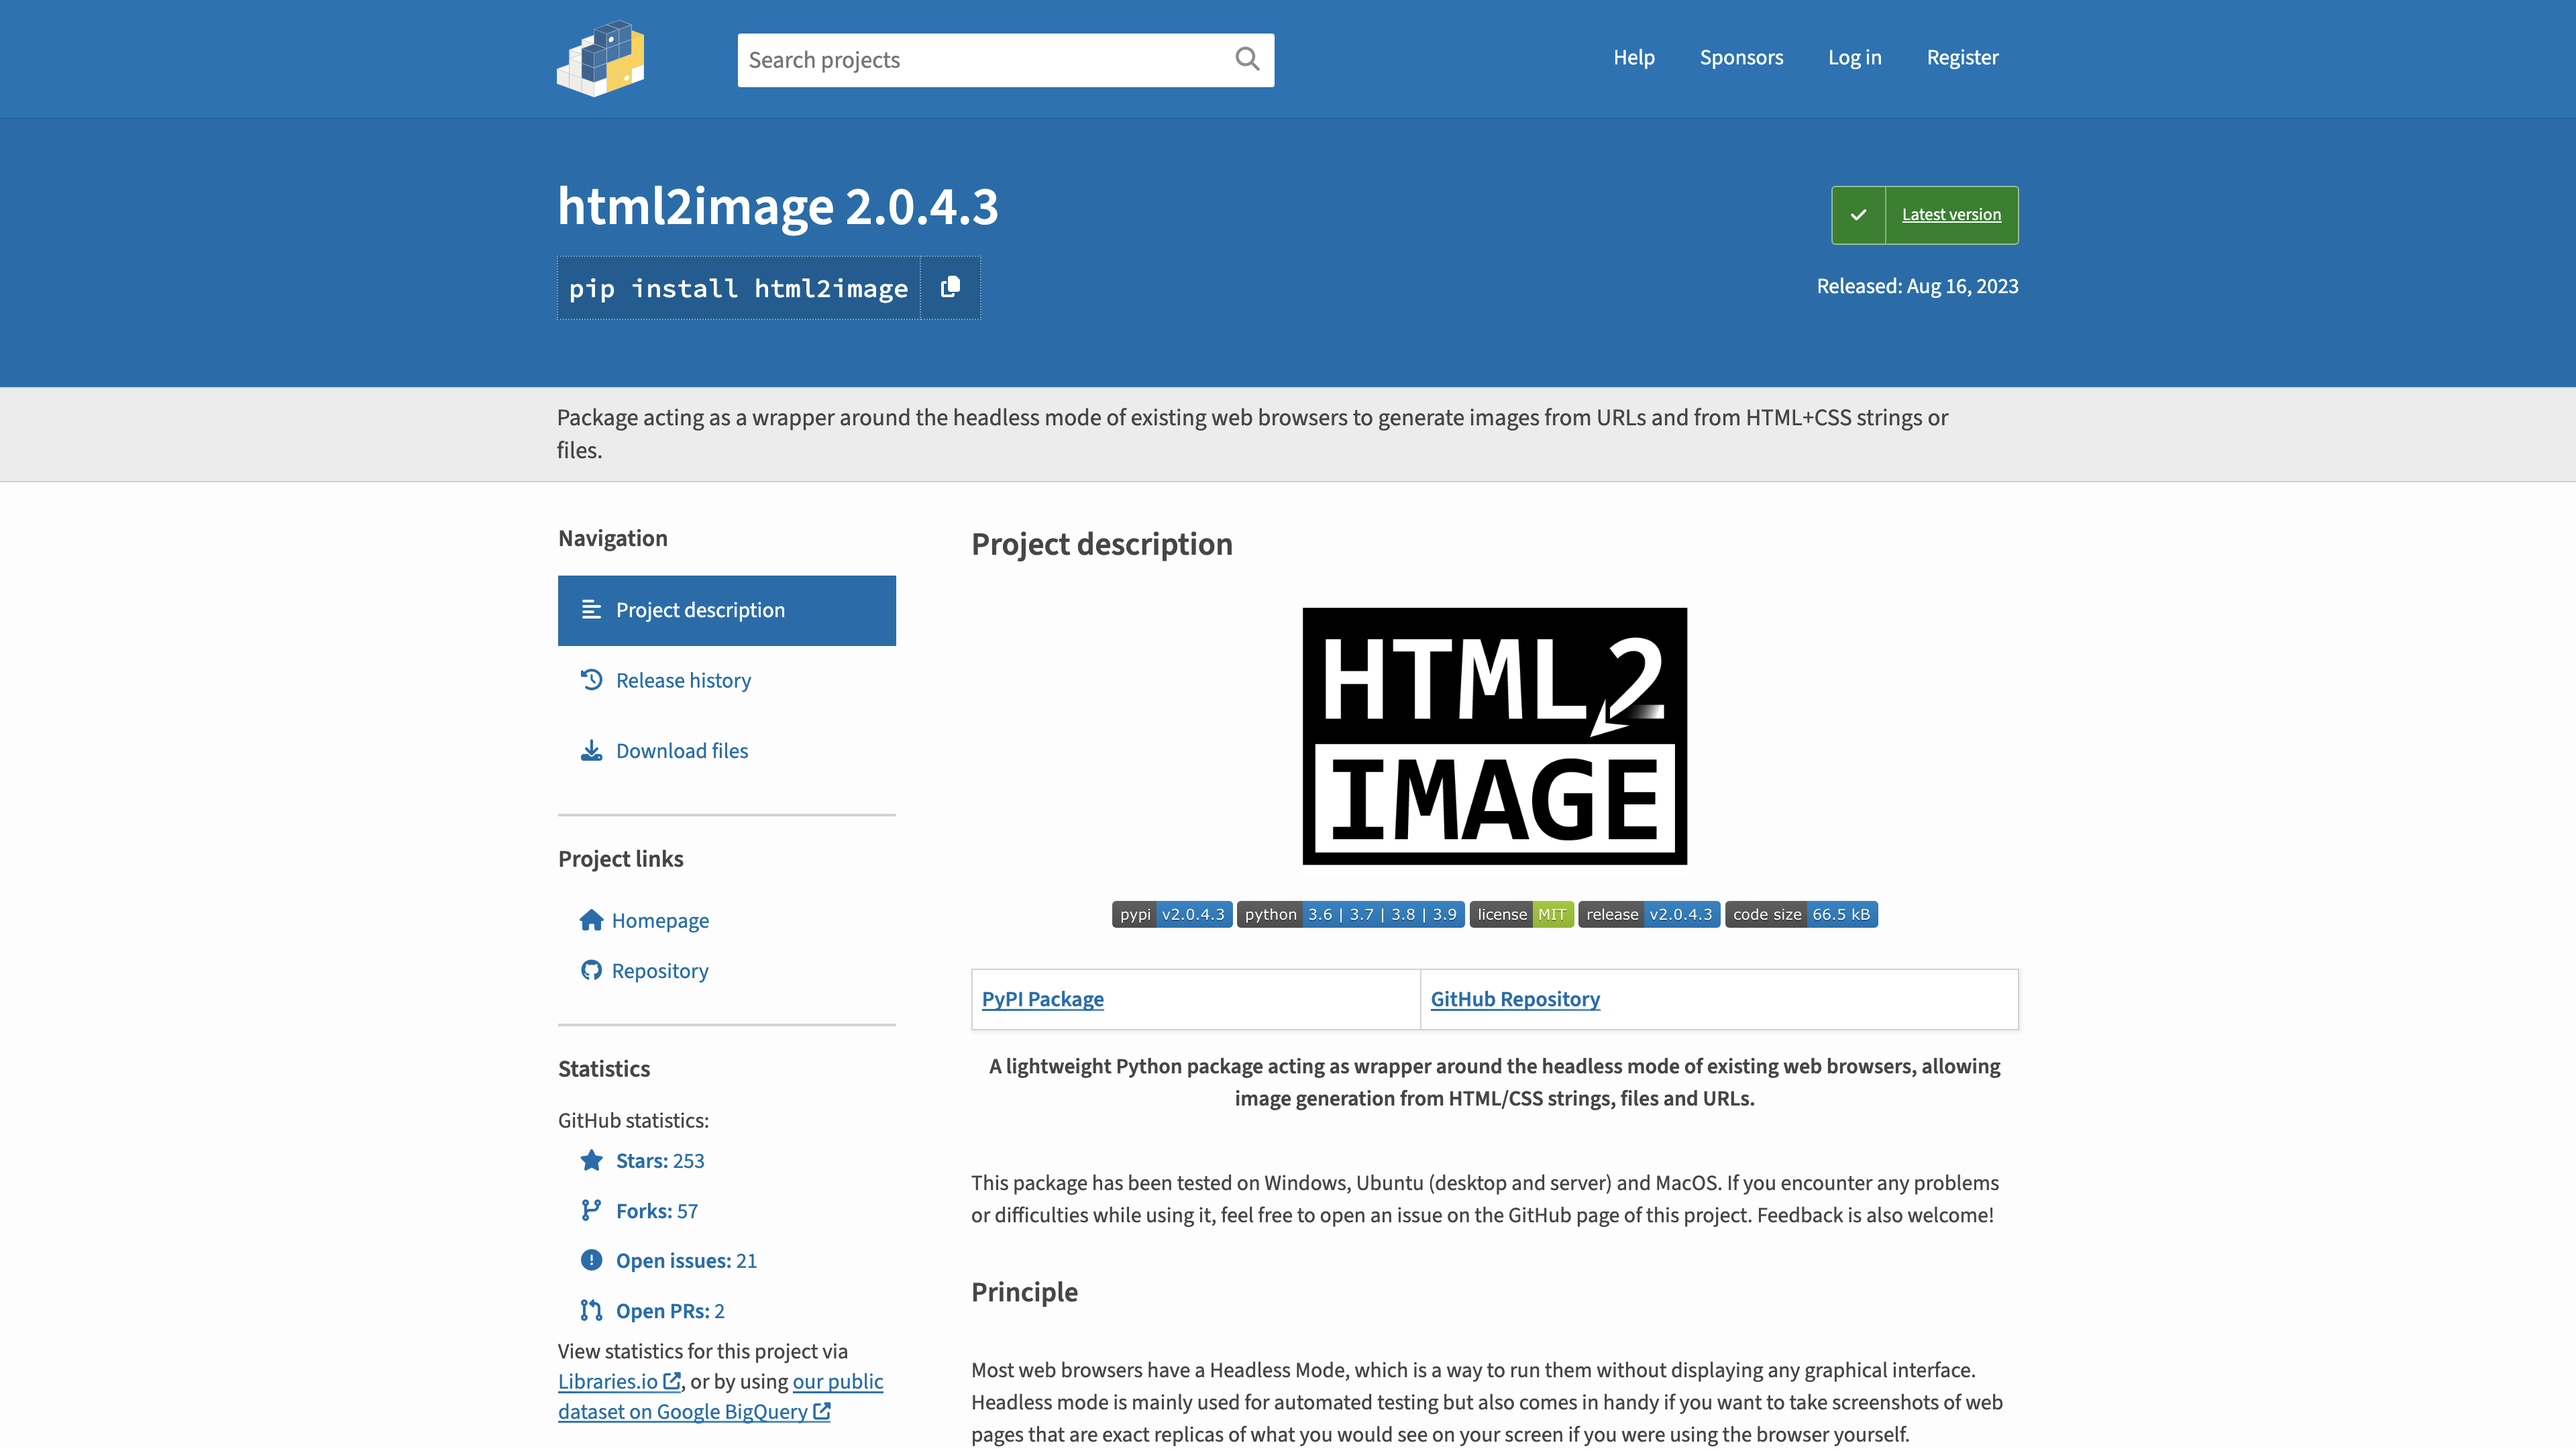 Search projects
Help
Sponsors
Log in
Register
html2image 2.0.4.3
pip install html2image
Latest version
Released: Aug 16, 2023
Package acting as a wrapper around the headless mode of existing web browsers to generate images from URLs and from HTML+CSS strings or
files.
Navigation
Project description
Release history
Download files
Project links
Homepage
Repository
Statistics
GitHub statistics:
Stars: 253
Forks: 57
Open issues: 21
Open PRs: 2
View statistics for this project via
Libraries.io, or by using our public
dataset on Google BigQuery
Project description
HTML2
IMAGE
pypi v2.0.4.3 python 3.6 | 3.7 | 3.8 | 3.9 license MIT release v2.0.4.3 code size 66.5 kB
PyPI Package GitHub Repository
A lightweight Python package acting as wrapper around the headless mode of existing web browsers, allowing
image generation from HTML/CSS strings, files and URLs.
This package has been tested on Windows, Ubuntu (desktop and server) and MacOS. If you encounter any problems
or difficulties while using it, feel free to open an issue on the GitHub page of this project. Feedback is also welcome!
Principle
Most web browsers have a Headless Mode, which is a way to run them without displaying any graphical interface.
Headless mode is mainly used for automated testing but also comes in handy if you want to take screenshots of web
pages that are exact replicas of what you would see on your screen if you were using the browser yourself.